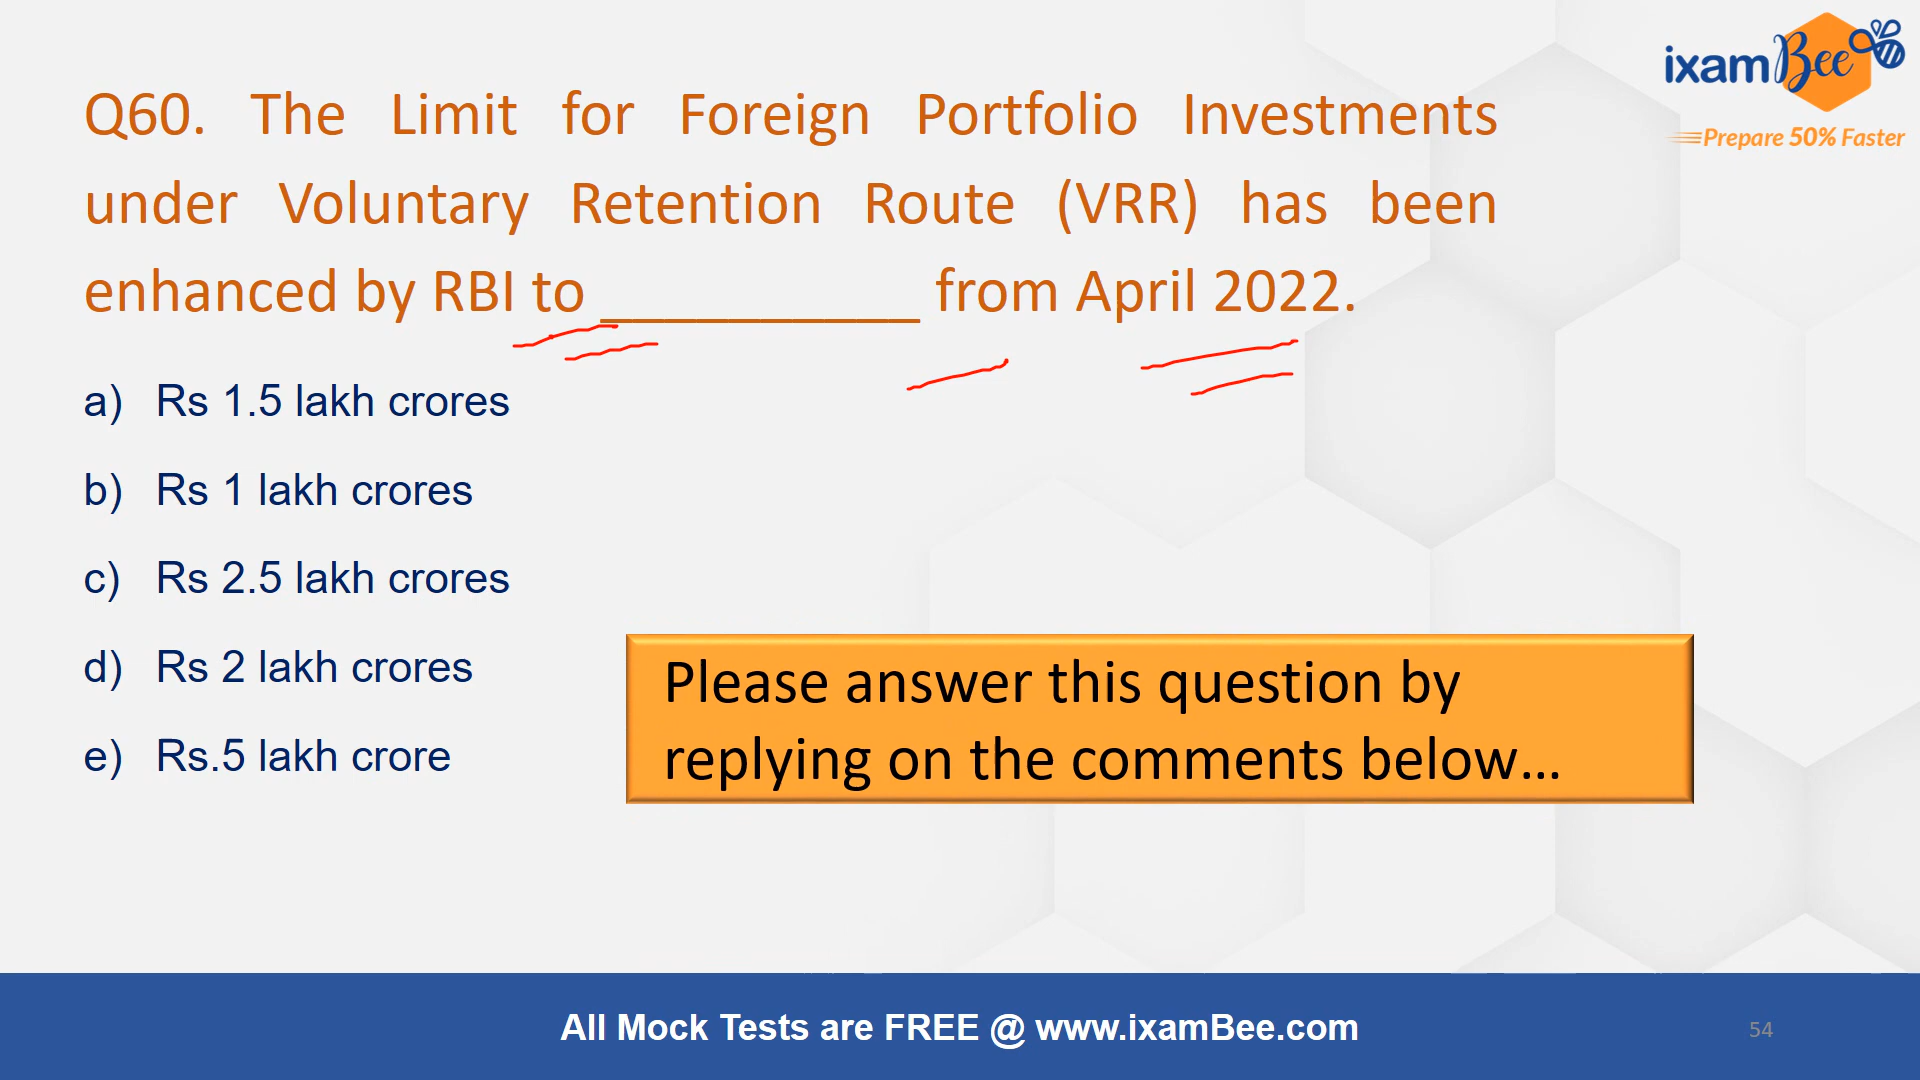 ixamBee
Prepare 50% Faster
Q60. The Limit for Foreign Portfolio Investments
under Voluntary Retention Route (VRR) has been
enhanced by RBI to __________ from April 2022.
a) Rs 1.5 lakh crores
b) Rs 1 lakh crores
c) Rs 2.5 lakh crores
d) Rs 2 lakh crores
e) Rs.5 lakh crore
Please answer this question by
replying on the comments below...
All Mock Tests are FREE @ www.ixamBee.com
54